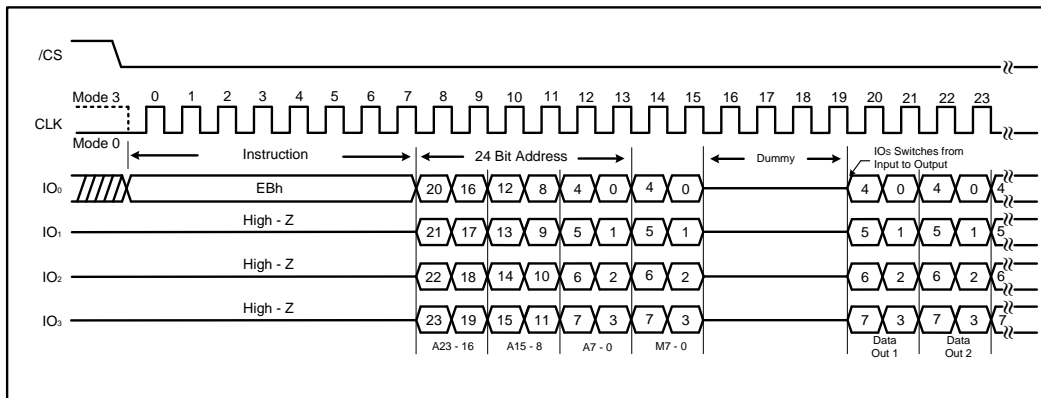 /CS
Mode 3 0 1 2 3 4 5 6 7 8 9 10 11 12 13 14 15 16 17 18 19 20 21 22 23
CLK
Mode 0
Instruction 24 Bit Address Dummy
IOs Switches from
Input to Output
IO0 EBh 20 16 12 8 4 0 4 0 4 0 4 0 4
IO1 High - Z 21 17 13 9 5 1 5 1 5 1 5 1 5
IO2 High - Z 22 18 14 10 6 2 6 2 6 2 6 2 6
IO3 High - Z 23 19 15 11 7 3 7 3 7 3 7 3 7
A23 - 16 A15 - 8 A7 - 0 M7 - 0
Data
Out 1
Data
Out 2